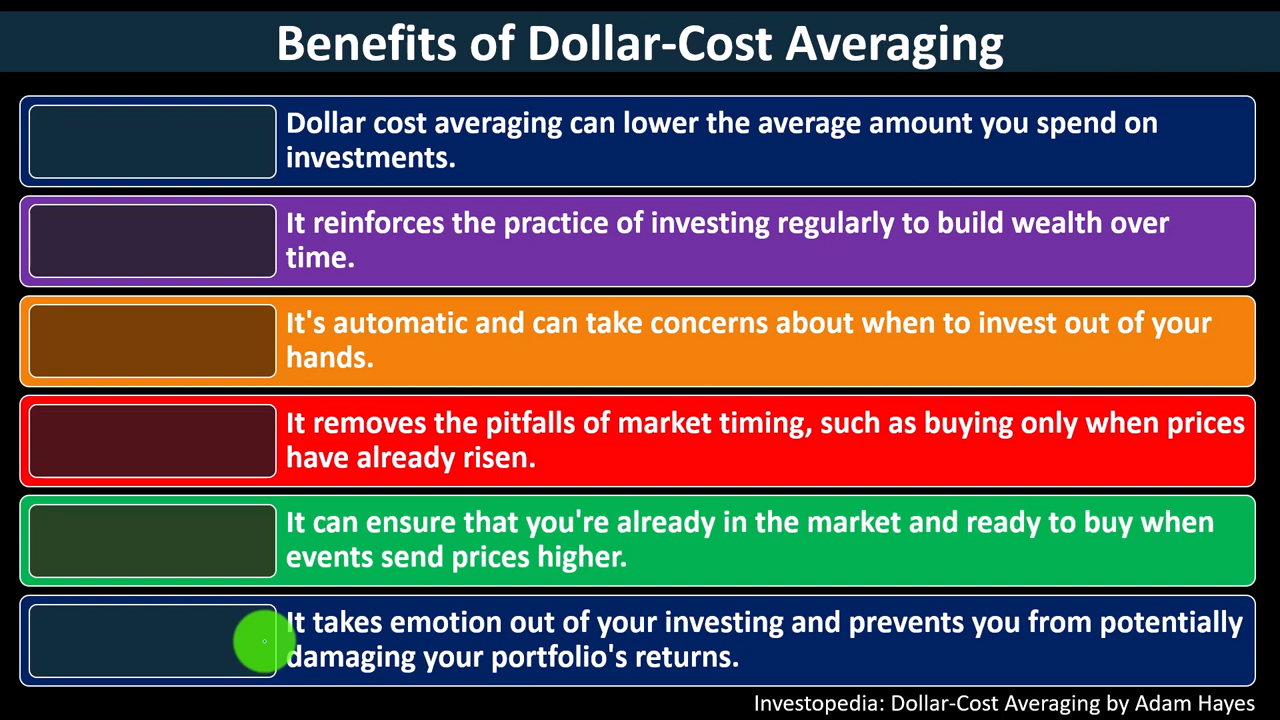 Benefits of Dollar-Cost Averaging
Dollar cost averaging can lower the average amount you spend on
investments.
It reinforces the practice of investing regularly to build wealth over
time.
It's automatic and can take concerns about when to invest out of your
hands.
It removes the pitfalls of market timing, such as buying only when prices
have already risen.
It can ensure that you're already in the market and ready to buy when
events send prices higher.
It takes emotion out of your investing and prevents you from potentially
damaging your portfolio's returns.
Investopedia: Dollar-Cost Averaging by Adam Hayes